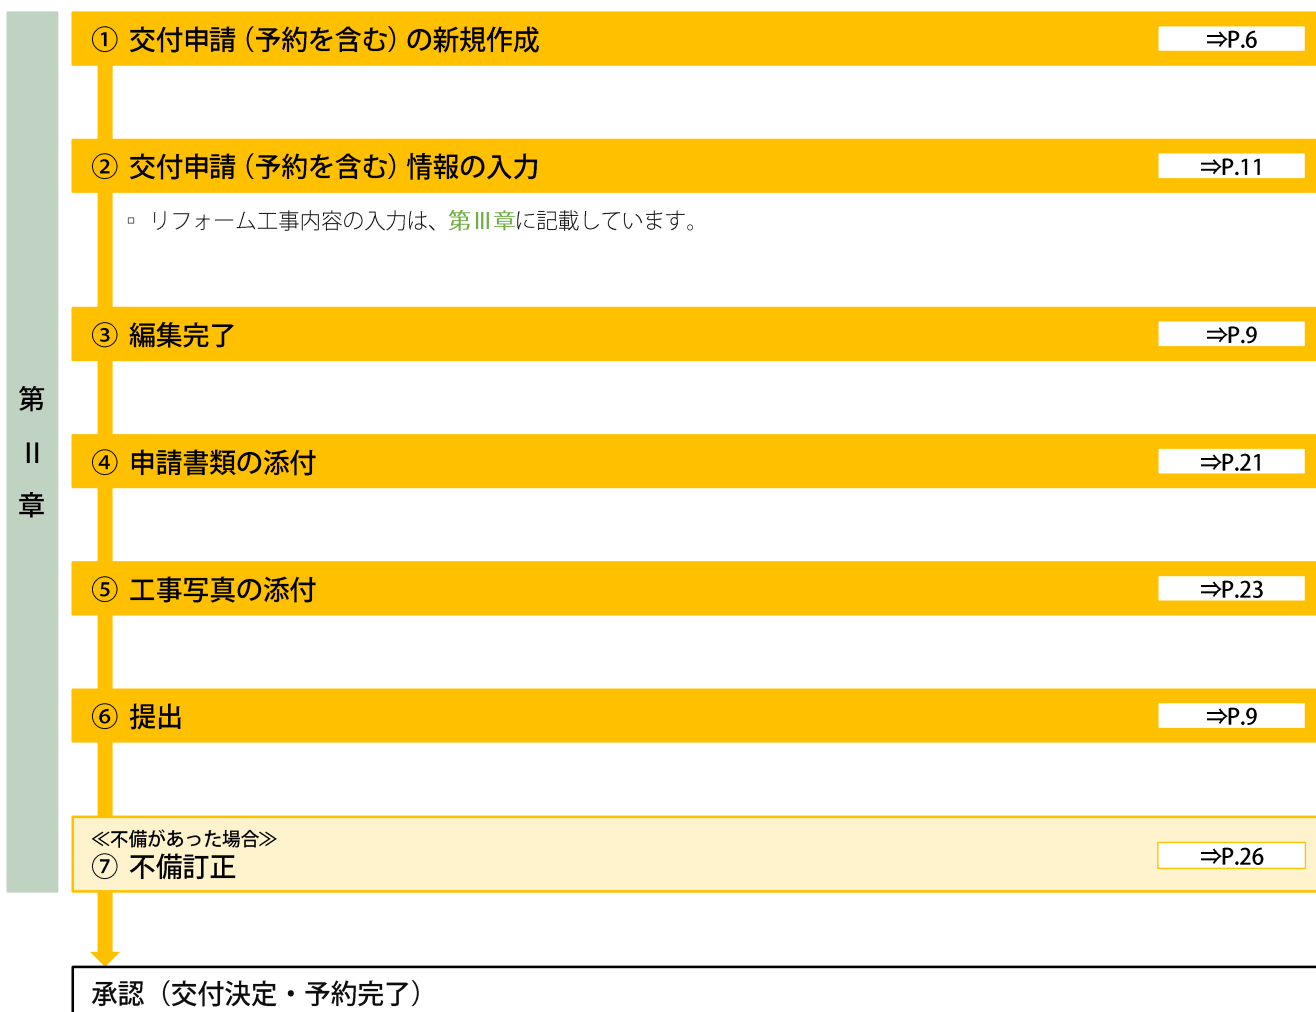 第
Ⅱ
章
① 交付申請（予約を含む）の新規作成 ⇒P.6
② 交付申請（予約を含む）情報の入力 ⇒P.11
▫ リフォーム工事内容の入力は、第Ⅲ章に記載しています。
③ 編集完了 ⇒P.9
④ 申請書類の添付 ⇒P.21
⑤ 工事写真の添付 ⇒P.23
⑥ 提出 ⇒P.9
≪不備があった場合≫
⑦ 不備訂正 ⇒P.26
承認（交付決定・予約完了）